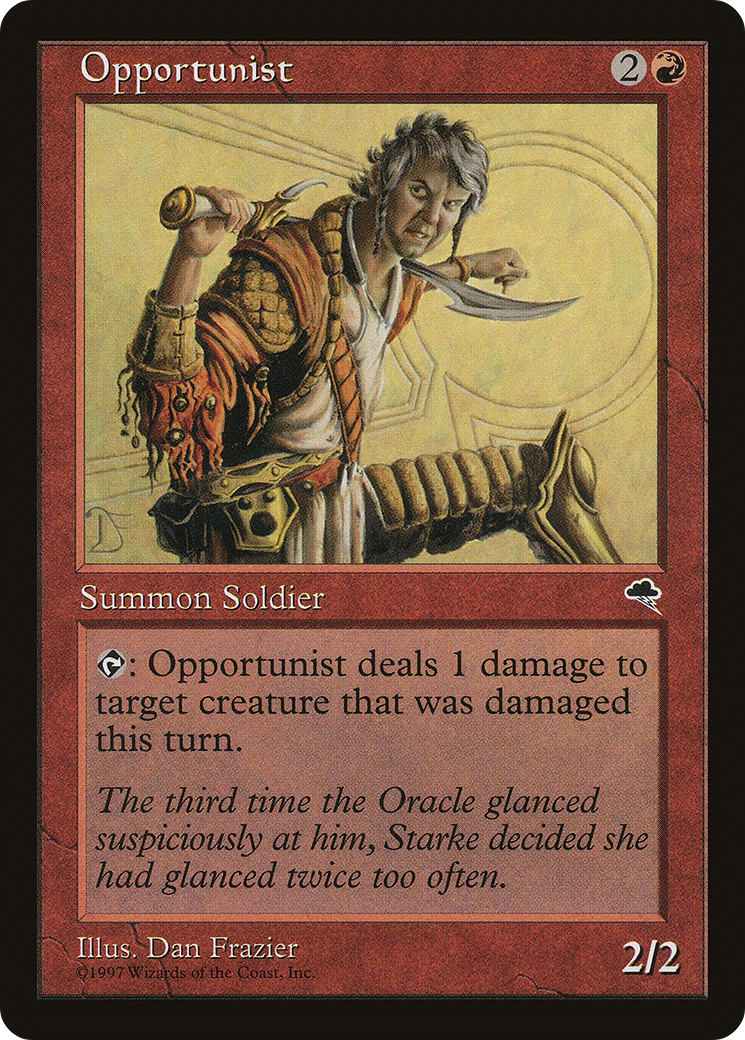 Opportunist 2
Summon Soldier
: Opportunist deals 1 damage to
target creature that was damaged
this turn.
The third time the Oracle glanced
suspiciously at him, Starke decided she
had glanced twice too often.
Illus. Dan Frazier
©1997 Wizards of the Coast, Inc.
2/2